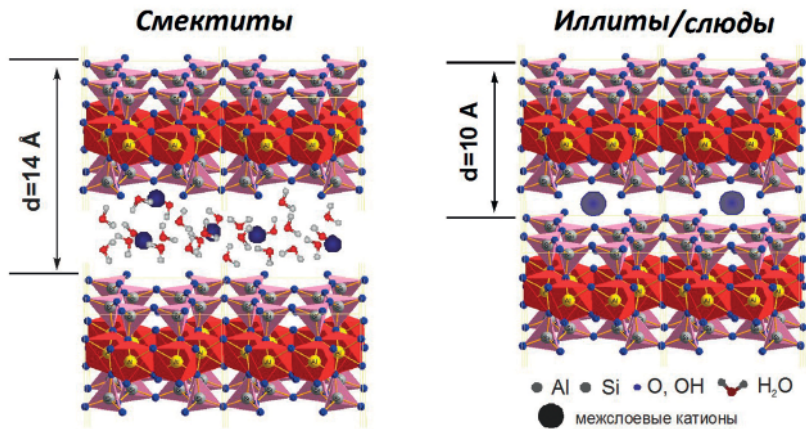 Смектиты
Иллиты/слюды
d=14 Å
d=10 A
Al Si O, OH H₂O
межслоевые катионы